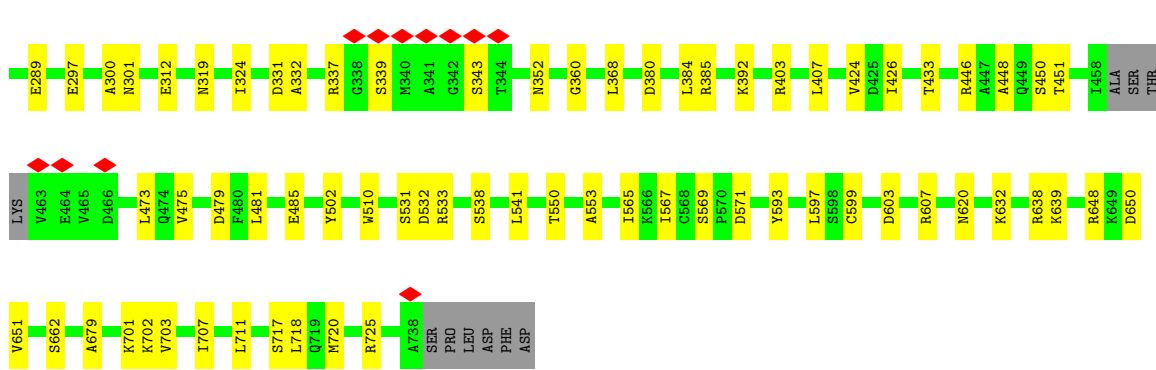 E289 E297 A300 N301 E312 N319 I324 D331 A332 R337 G338 S339 M340 A341 G342 S343 T344 N352 G360 L368 D380 L384 R385 K392 R403 L407 V424 D425 I426 T433 R446 A447 A448 Q449 S450 T451 I458 ALA SER THR
LYS V463 E464 V465 D466 L473 Q474 V475 D479 F480 L481 E485 Y502 W510 S531 D532 R533 S538 L541 T550 A553 I565 K566 I567 G568 S569 P570 D571 Y593 L597 S598 C599 D603 R607 N620 K632 R638 K639 R648 K649 D650
V651 S662 A679 K701 K702 V703 I707 L711 S717 L718 Q719 M720 R725 A738 SER PRO LEU ASP PHE ASP